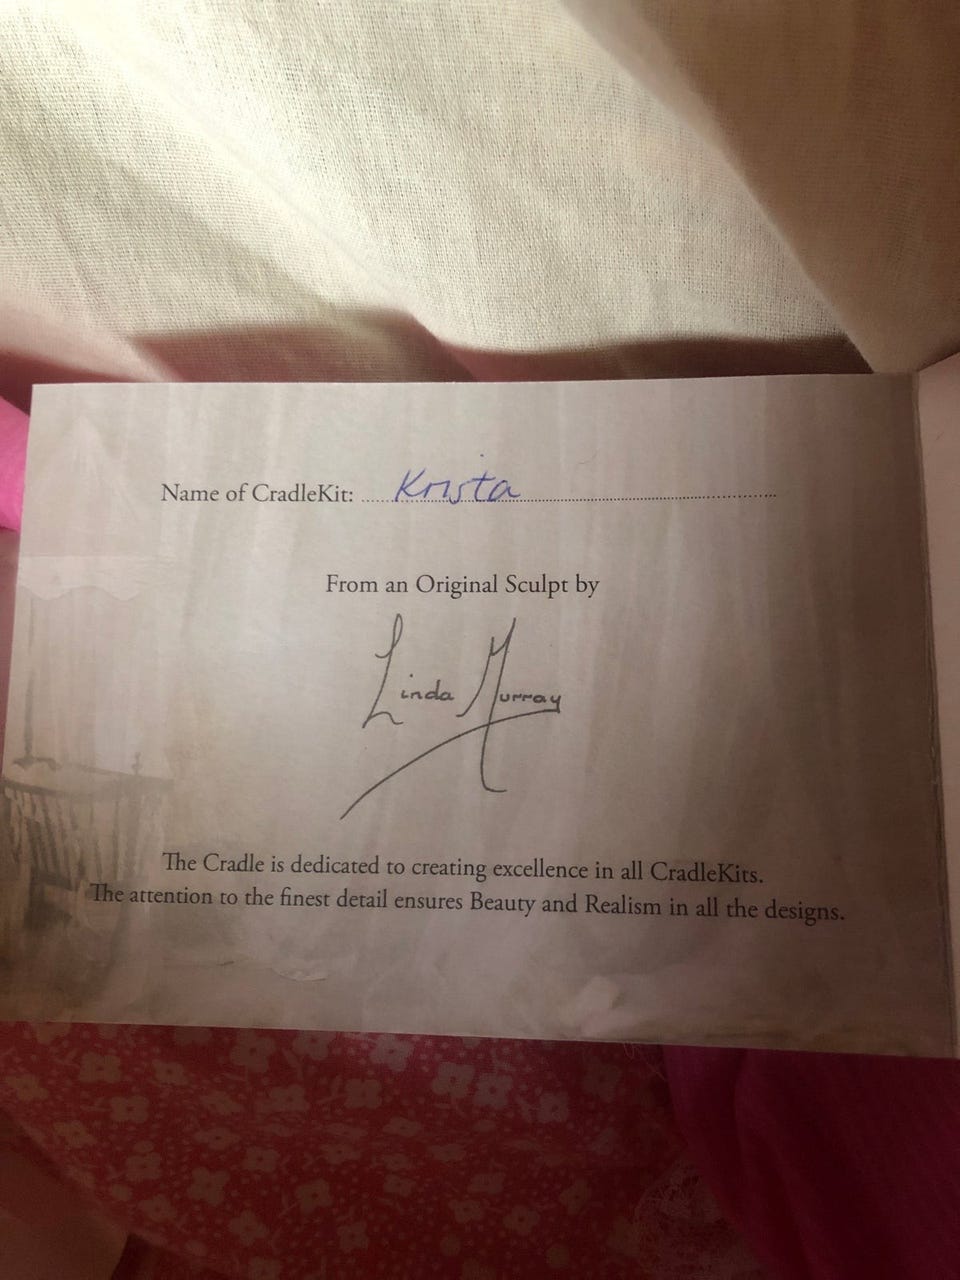 Name of CradleKit: Krista
From an Original Sculpt by
Linda Murray
The Cradle is dedicated to creating excellence in all CradleKits.
The attention to the finest detail ensures Beauty and Realism in all the designs.